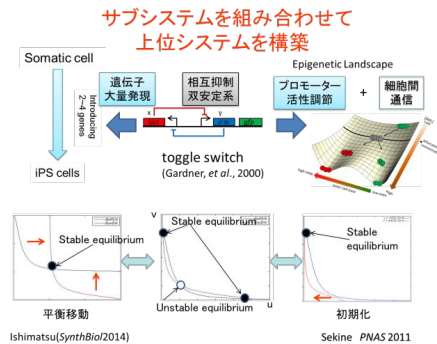 サブシステムを組み合わせて
上位システムを構築
Somatic cell
Introducing
2~4 genes
iPS cells
遺伝子
大量発現
相互抑制
双安定系
x
y
toggle switch
(Gardner, et al., 2000)
Epigenetic Landscape
プロモーター
活性調節
+
細胞間
通信
Stable equilibrium
平衡移動
Ishimatsu(SynthBiol2014)
v
Stable equilibrium
Unstable equilibrium
u
Stable
equilibrium
初期化
Sekine PNAS 2011